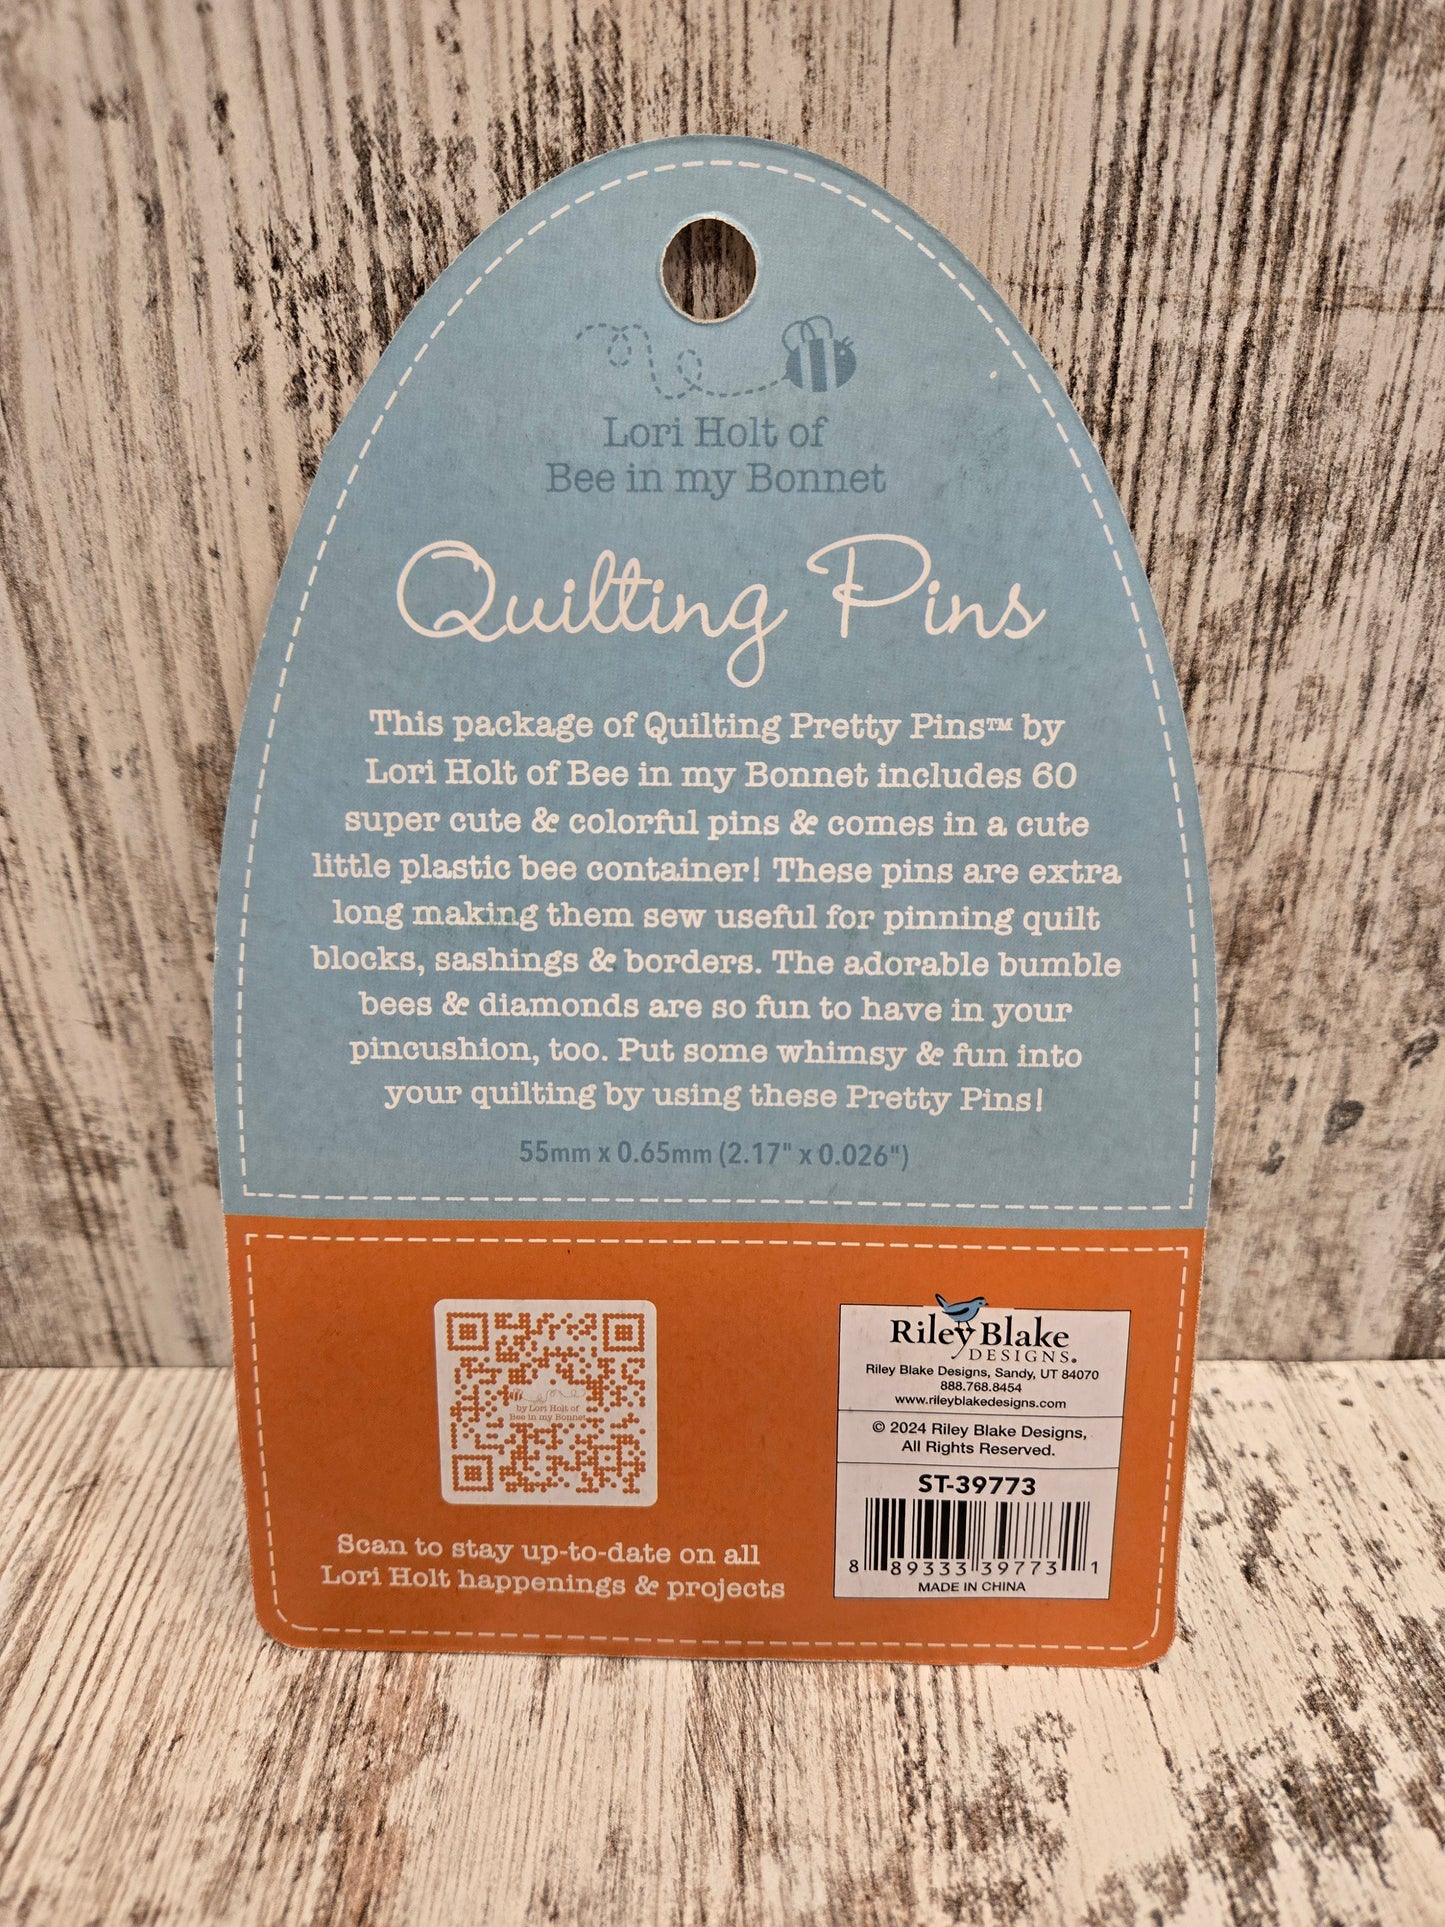 Lori Holt of
Bee in my Bonnet
Quilting Pins
This package of Quilting Pretty Pins™ by
Lori Holt of Bee in my Bonnet includes 60
super cute & colorful pins & comes in a cute
little plastic bee container! These pins are extra
long making them sew useful for pinning quilt
blocks, sashings & borders. The adorable bumble
bees & diamonds are so fun to have in your
pincushion, too. Put some whimsy & fun into
your quilting by using these Pretty Pins!
55mm x 0.65mm (2.17" x 0.026")
by Lori Holt of
Bee in my Bonnet
Scan to stay up-to-date on all
Lori Holt happenings & projects
Riley Blake
DESIGNS®
Riley Blake Designs, Sandy, UT 84070
888.768.8454
www.rileyblakedesigns.com
© 2024 Riley Blake Designs,
All Rights Reserved.
ST-39773
8 89333 39773 1
MADE IN CHINA